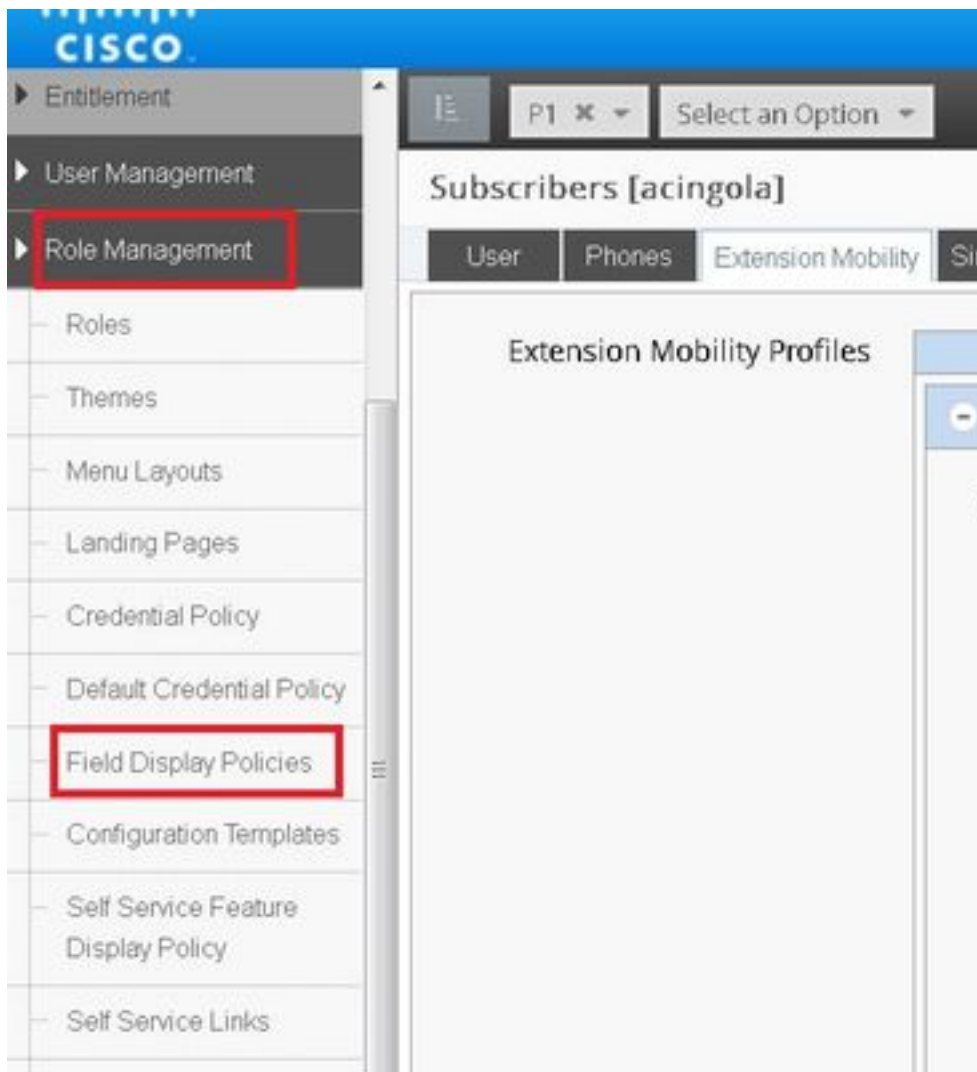 CISCO
Entitlement
User Management
Role Management
Roles
Themes
Menu Layouts
Landing Pages
Credential Policy
Default Credential Policy
Field Display Policies
Configuration Templates
Self Service Feature
Display Policy
Self Service Links
P1
Select an Option
Subscribers [acingola]
User
Phones
Extension Mobility
Extension Mobility Profiles